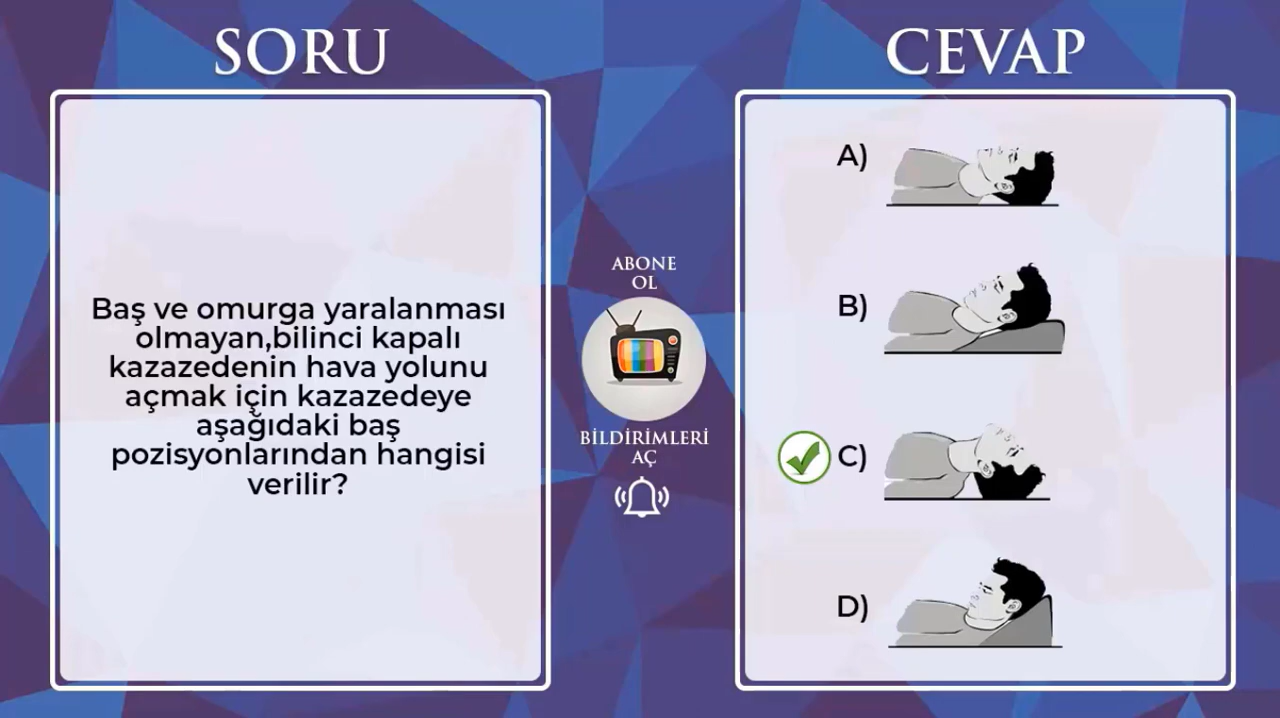 SORU
Baş ve omurga yaralanması
olmayan,bilinci kapalı
kazazedenin hava yolunu
açmak için kazazedeye
aşağıdaki baş
pozisyonlarından hangisi
verilir?
ABONE
OL
BİLDİRİMLERİ
AÇ
CEVAP
A)
B)
C)
D)